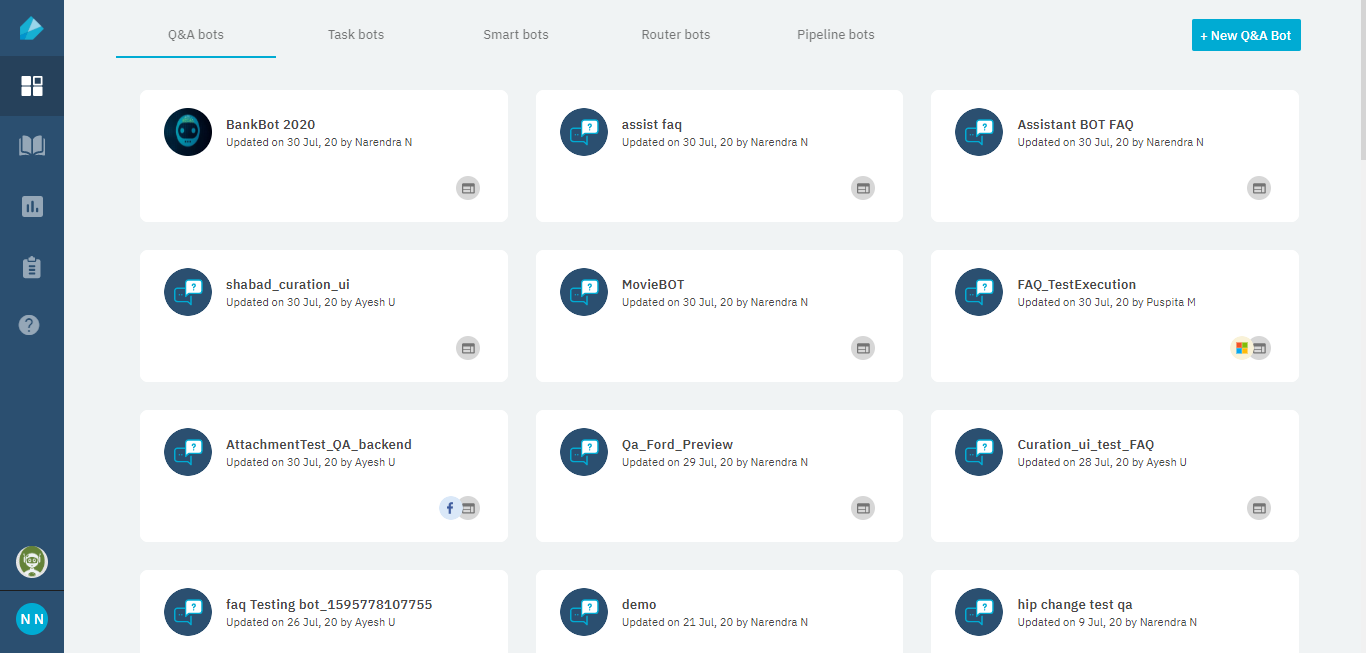 Q&A bots
Task bots
Smart bots
Router bots
Pipeline bots
+ New Q&A Bot
BankBot 2020
Updated on 30 Jul, 20 by Narendra N
assist faq
Updated on 30 Jul, 20 by Narendra N
Assistant BOT FAQ
Updated on 30 Jul, 20 by Narendra N
shabad_curation_ui
Updated on 30 Jul, 20 by Ayesh U
MovieBOT
Updated on 30 Jul, 20 by Narendra N
FAQ_TestExecution
Updated on 30 Jul, 20 by Puspita M
AttachmentTest_QA_backend
Updated on 30 Jul, 20 by Ayesh U
Qa_Ford_Preview
Updated on 29 Jul, 20 by Narendra N
Curation_ui_test_FAQ
Updated on 28 Jul, 20 by Ayesh U
faq Testing bot_1595778107755
Updated on 26 Jul, 20 by Ayesh U
demo
Updated on 21 Jul, 20 by Narendra N
hip change test qa
Updated on 9 Jul, 20 by Narendra N
N N